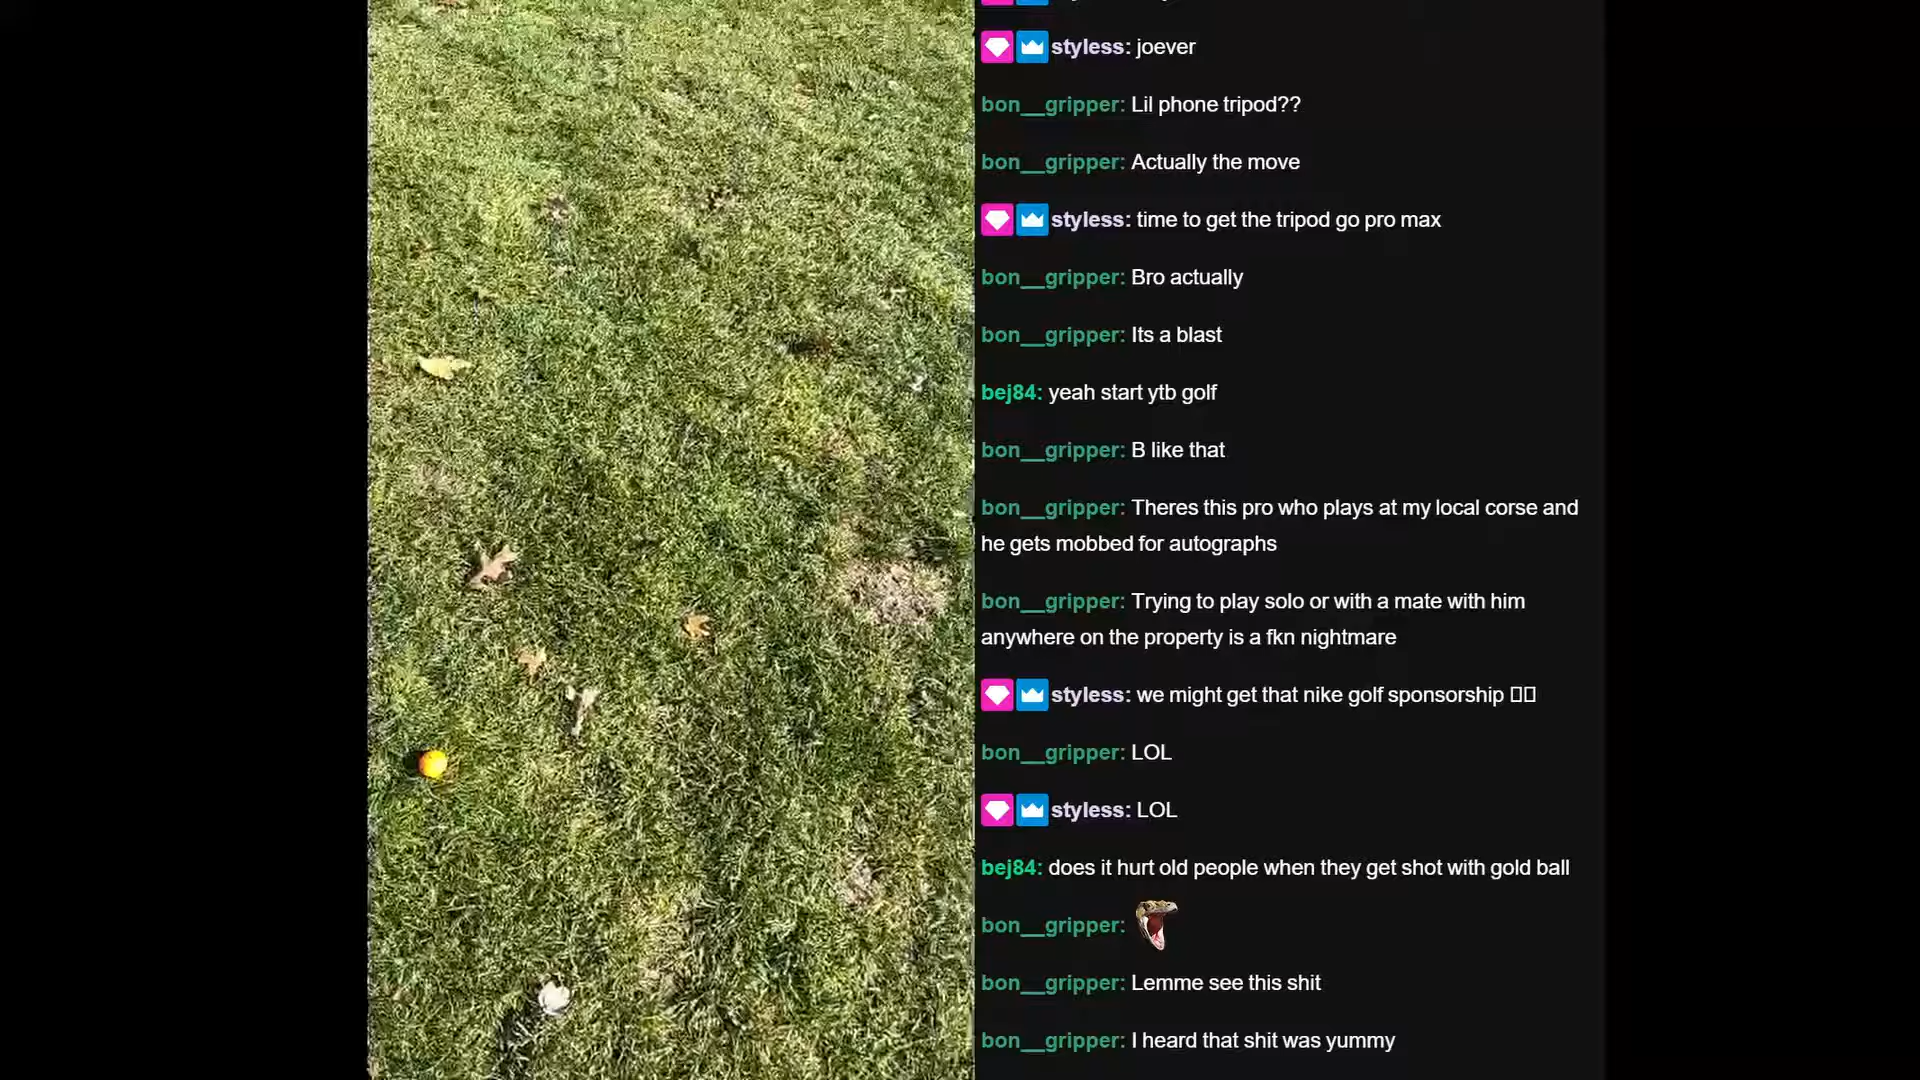 styless: joever
bon__gripper: Lil phone tripod??
bon__gripper: Actually the move
styless: time to get the tripod go pro max
bon__gripper: Bro actually
bon__gripper: Its a blast
bej84: yeah start ytb golf
bon__gripper: B like that
bon__gripper: Theres this pro who plays at my local corse and
he gets mobbed for autographs
bon__gripper: Trying to play solo or with a mate with him
anywhere on the property is a fkn nightmare
styless: we might get that nike golf sponsorship
bon__gripper: LOL
styless: LOL
bej84: does it hurt old people when they get shot with gold ball
bon__gripper:
bon__gripper: Lemme see this shit
bon__gripper: I heard that shit was yummy